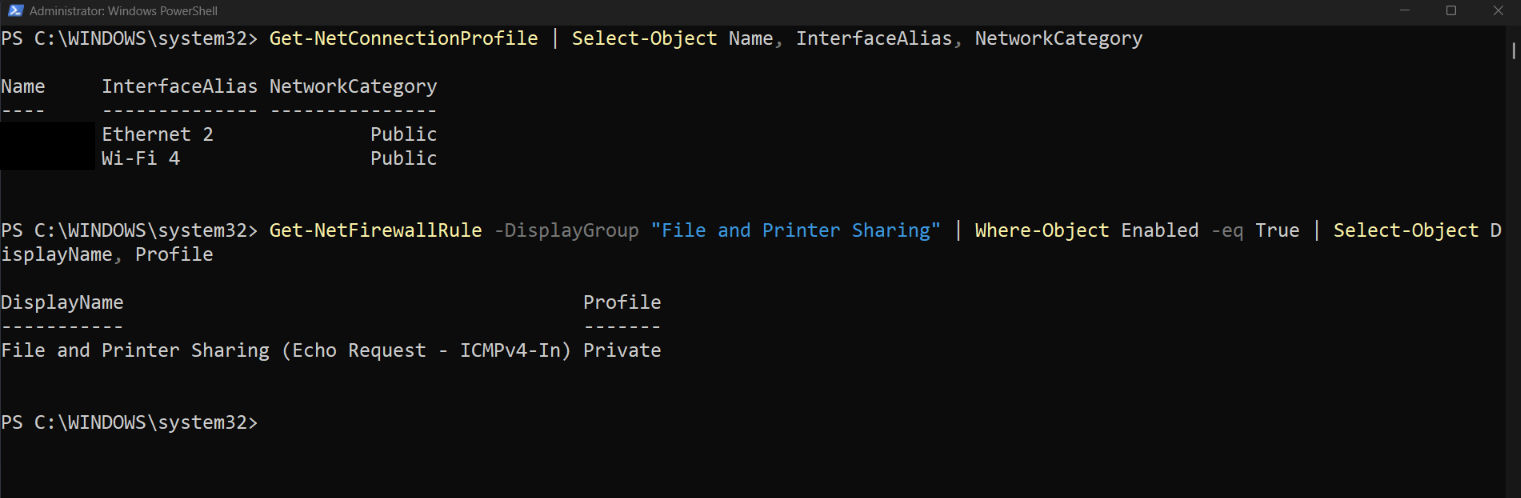 Administrator: Windows PowerShell
PS C:\WINDOWS\system32> Get-NetConnectionProfile | Select-Object Name, InterfaceAlias, NetworkCategory
Name     InterfaceAlias NetworkCategory
----     -------------- ---------------
Ethernet 2              Public
Wi-Fi 4                 Public
PS C:\WINDOWS\system32> Get-NetFirewallRule -DisplayGroup "File and Printer Sharing" | Where-Object Enabled -eq True | Select-Object D
isplayName, Profile
DisplayName                                         Profile
-----------                                         -------
File and Printer Sharing (Echo Request - ICMPv4-In) Private
PS C:\WINDOWS\system32>